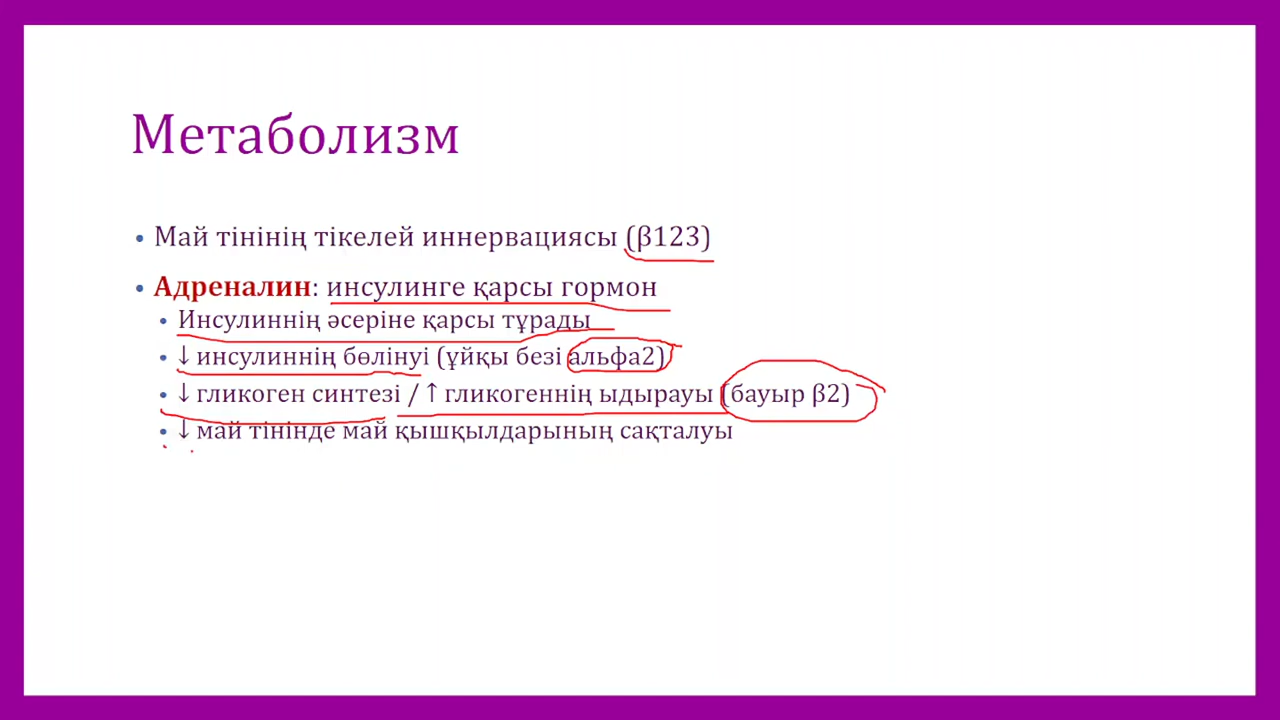 Метаболизм
• Май тінінің тікелей иннервациясы (β123)
• Адреналин: инсулинге қарсы гормон
• Инсулиннің әсеріне қарсы тұрады
• ↓ инсулиннің бөлінуі (ұйқы безі альфа2)
• ↓ гликоген синтезі / ↑ гликогеннің ыдырауы (бауыр β2)
• ↓ май тінінде май қышқылдарының сақталуы